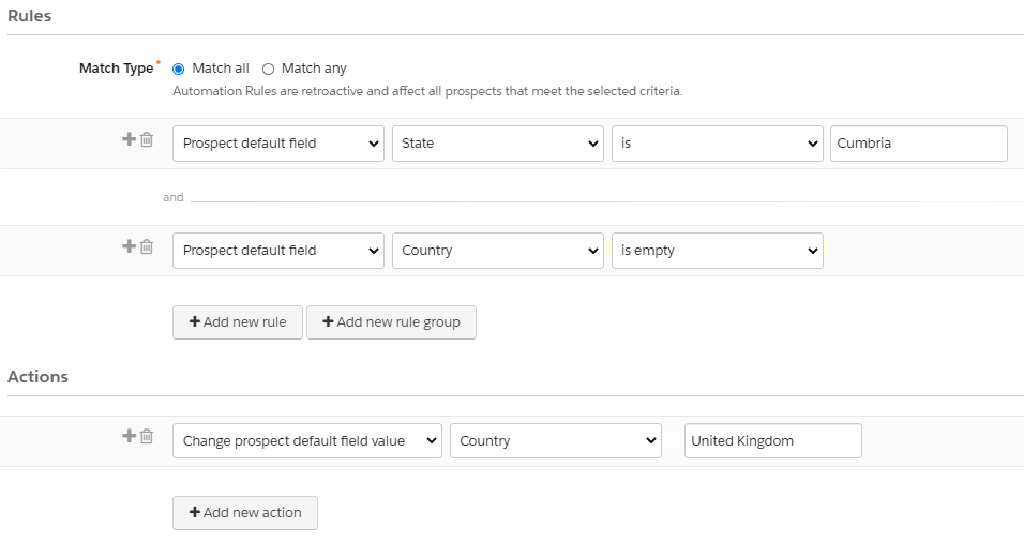 Rules
Match Type* Match all Match any
Automation Rules are retroactive and affect all prospects that meet the selected criteria.
Prospect default field State is Cumbria
and
Prospect default field Country is empty
+ Add new rule + Add new rule group
Actions
Change prospect default field value Country United Kingdom
+ Add new action